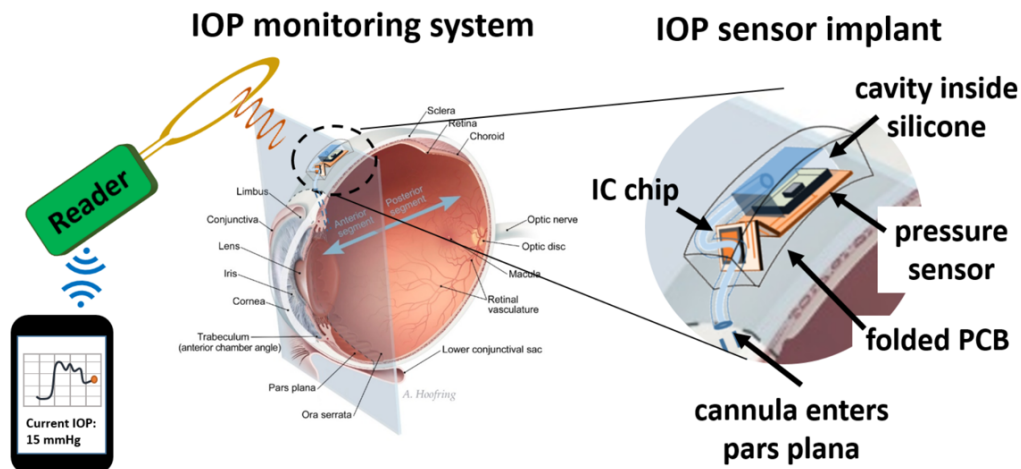 IOP monitoring system
IOP sensor implant
Reader
Current IOP:
15 mmHg
Sclera
Retina
Choroid
Limbus
Conjunctiva
Lens
Iris
Cornea
Trabeculum
(anterior chamber angle)
Pars plana
Ora serrata
Anterior
segment
Posterior
segment
Optic nerve
Optic disc
Macula
Retinal
vasculature
Lower conjunctival sac
A. Hoofring
cavity inside
silicone
IC chip
pressure
sensor
folded PCB
cannula enters
pars plana